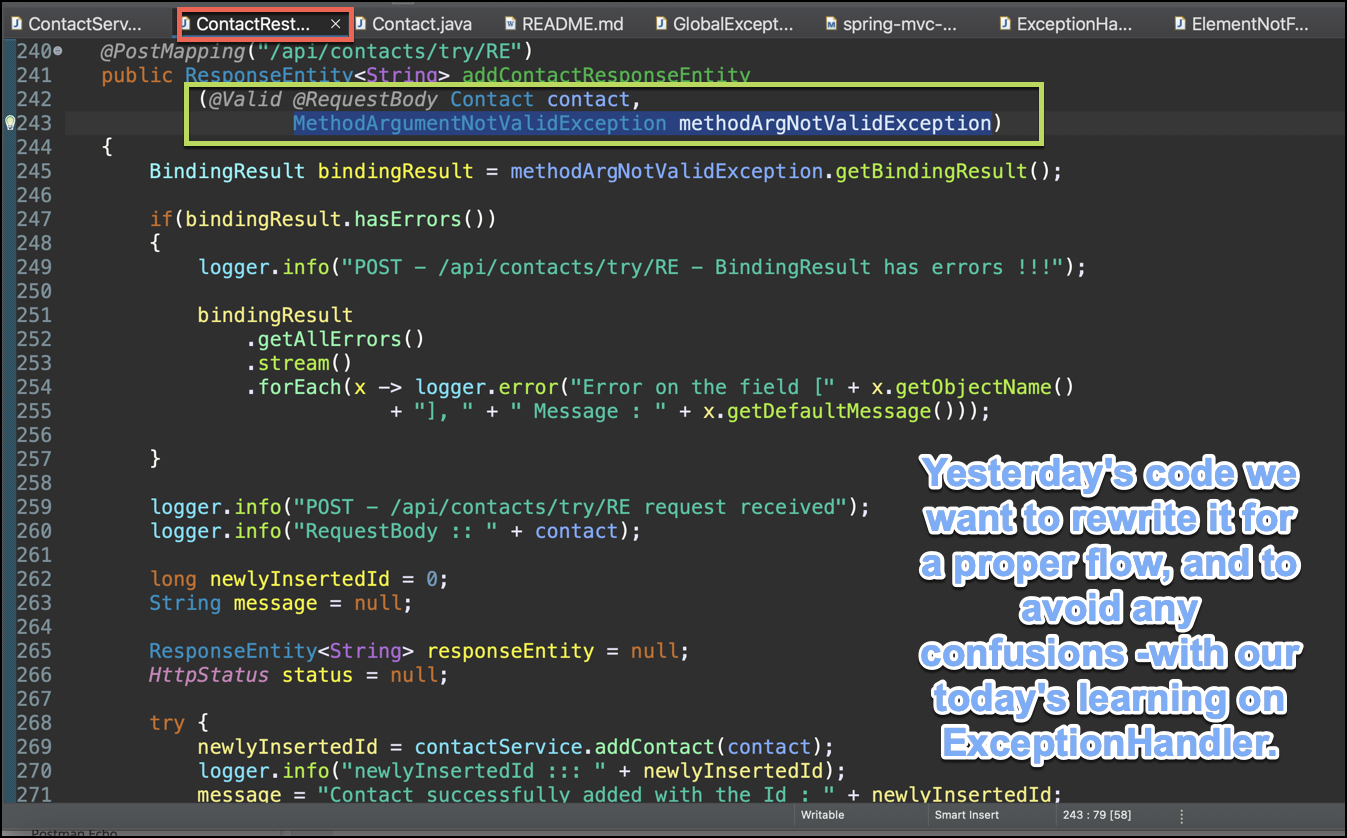 ContactServ...
ContactRest...
Contact.java
README.md
GlobalExcept...
spring-mvc-...
ExceptionHa...
ElementNotF...
240 @PostMapping("/api/contacts/try/RE")
241 public ResponseEntity<String> addContactResponseEntity
242 (@Valid @RequestBody Contact contact,
243 MethodArgumentNotValidException methodArgNotValidException)
244 {
245 BindingResult bindingResult = methodArgNotValidException.getBindingResult();
246
247 if(bindingResult.hasErrors())
248 {
249 logger.info("POST - /api/contacts/try/RE - BindingResult has errors !!!");
250
251 bindingResult
252 .getAllErrors()
253 .stream()
254 .forEach(x -> logger.error("Error on the field [" + x.getObjectName()
255 + "], " + " Message : " + x.getDefaultMessage()));
256
257 }
258
259 logger.info("POST - /api/contacts/try/RE request received");
260 logger.info("RequestBody :: " + contact);
261
262 long newlyInsertedId = 0;
263 String message = null;
264
265 ResponseEntity<String> responseEntity = null;
266 HttpStatus status = null;
267
268 try {
269 newlyInsertedId = contactService.addContact(contact);
270 logger.info("newlyInsertedId ::: " + newlyInsertedId);
271 message = "Contact successfully added with the Id : " + newlyInsertedId;
Yesterday's code we
want to rewrite it for
a proper flow, and to
avoid any
confusions -with our
today's learning on
ExceptionHandler.
Writable
Smart Insert
243 : 79 [58]
Postman Echo